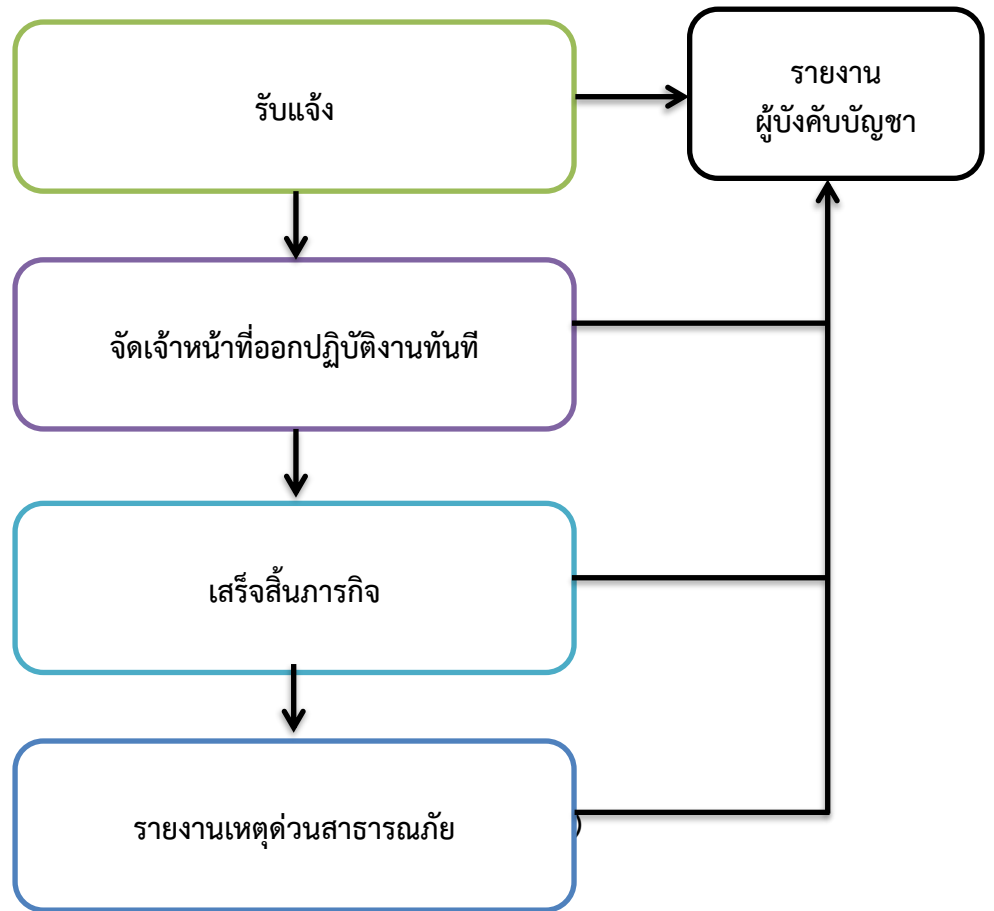 รับแจ้ง
รายงาน
ผู้บังคับบัญชา
จัดเจ้าหน้าที่ออกปฏิบัติงานทันที
เสร็จสิ้นภารกิจ
รายงานเหตุด่วนสาธารณภัย
)